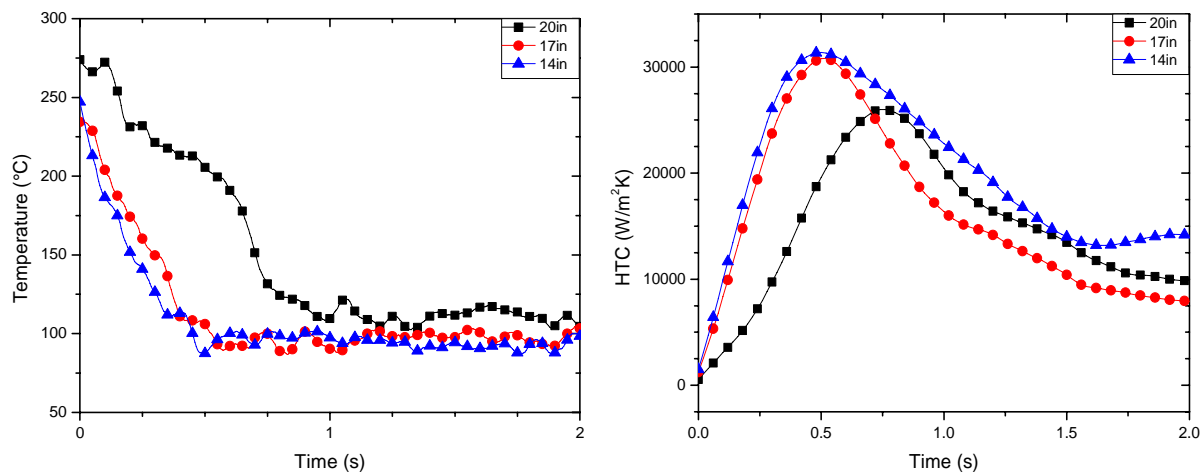 300
250
200
150
100
50
0
1
2
Temperature (°C)
Time (s)
20in
17in
14in
30000
20000
10000
0
0.0
0.5
1.0
1.5
2.0
HTC (W/m²K)
Time (s)
20in
17in
14in